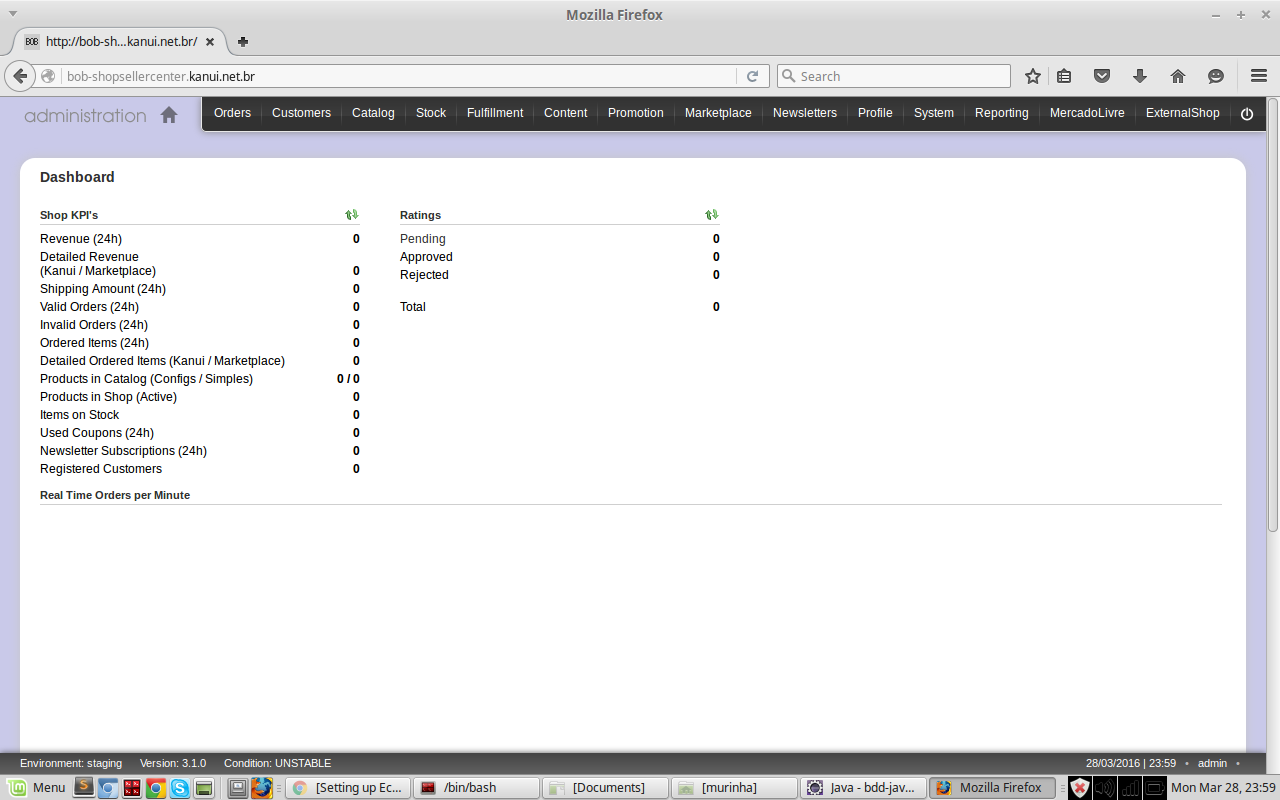 Mozilla Firefox
BOB http://bob-sh...kanui.net.br/
bob-shopsellercenter.kanui.net.br Search
administration Orders Customers Catalog Stock Fulfillment Content Promotion Marketplace Newsletters Profile System Reporting MercadoLivre ExternalShop
Dashboard
Shop KPI's
Revenue (24h) 0
Detailed Revenue
(Kanui / Marketplace) 0
Shipping Amount (24h) 0
Valid Orders (24h) 0
Invalid Orders (24h) 0
Ordered Items (24h) 0
Detailed Ordered Items (Kanui / Marketplace) 0
Products in Catalog (Configs / Simples) 0 / 0
Products in Shop (Active) 0
Items on Stock 0
Used Coupons (24h) 0
Newsletter Subscriptions (24h) 0
Registered Customers 0
Ratings
Pending 0
Approved 0
Rejected 0
Total 0
Real Time Orders per Minute
Environment: staging Version: 3.1.0 Condition: UNSTABLE 28/03/2016 | 23:59 • admin •
Menu [Setting up Ec... /bin/bash [Documents] [murinha] Java - bdd-jav... Mozilla Firefox Mon Mar 28, 23:59